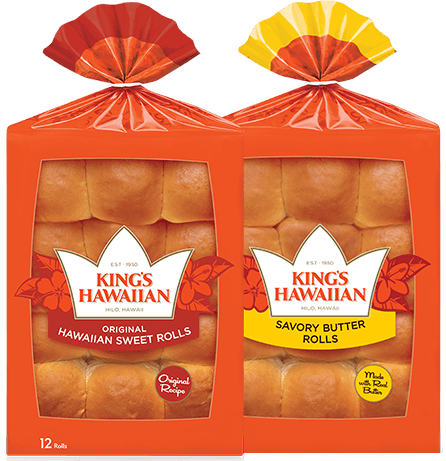 EST • 1950
KING'S
HAWAIIAN
HILO, HAWAII
ORIGINAL
HAWAIIAN SWEET ROLLS
Original
Recipe
12 Rolls
EST • 1950
KING'S
HAWAIIAN
HILO, HAWAII
SAVORY BUTTER
ROLLS
Made
with Real
Butter